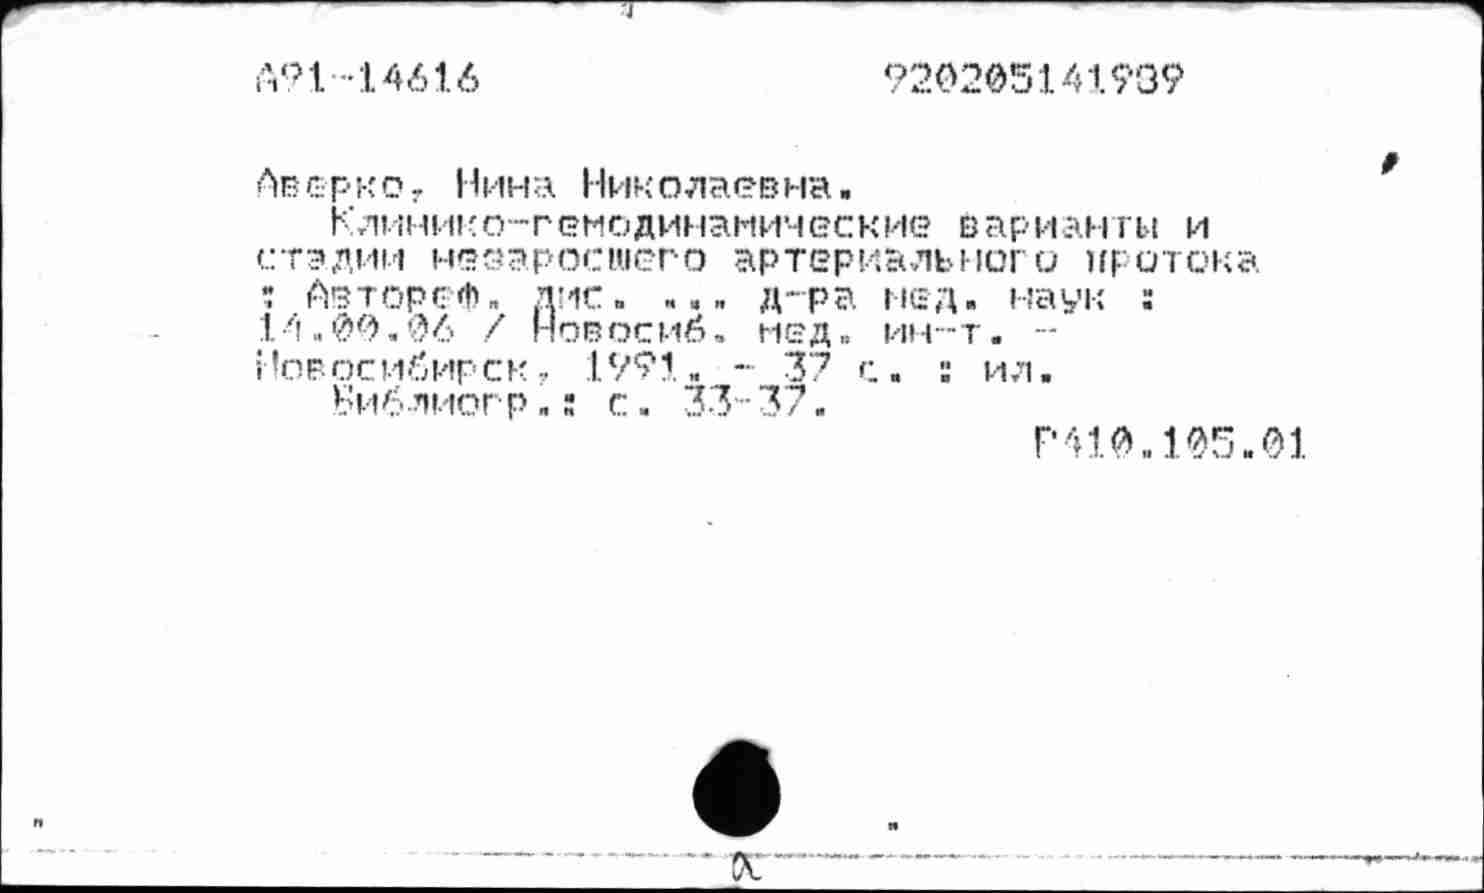 А91-14616 920205141989
Аверко, Нина Николаевна.
Клинико-гемодинамические варианты и
стадии незаросшего артериального протока
: Автореф. дис. ... д-ра мед. наук :
14.00.06 / Новосиб. мед. ин-т. -
Новосибирск, 1991. - 37 с. : ил.
Библиогр.: с. 33-37.
Р410.105.01